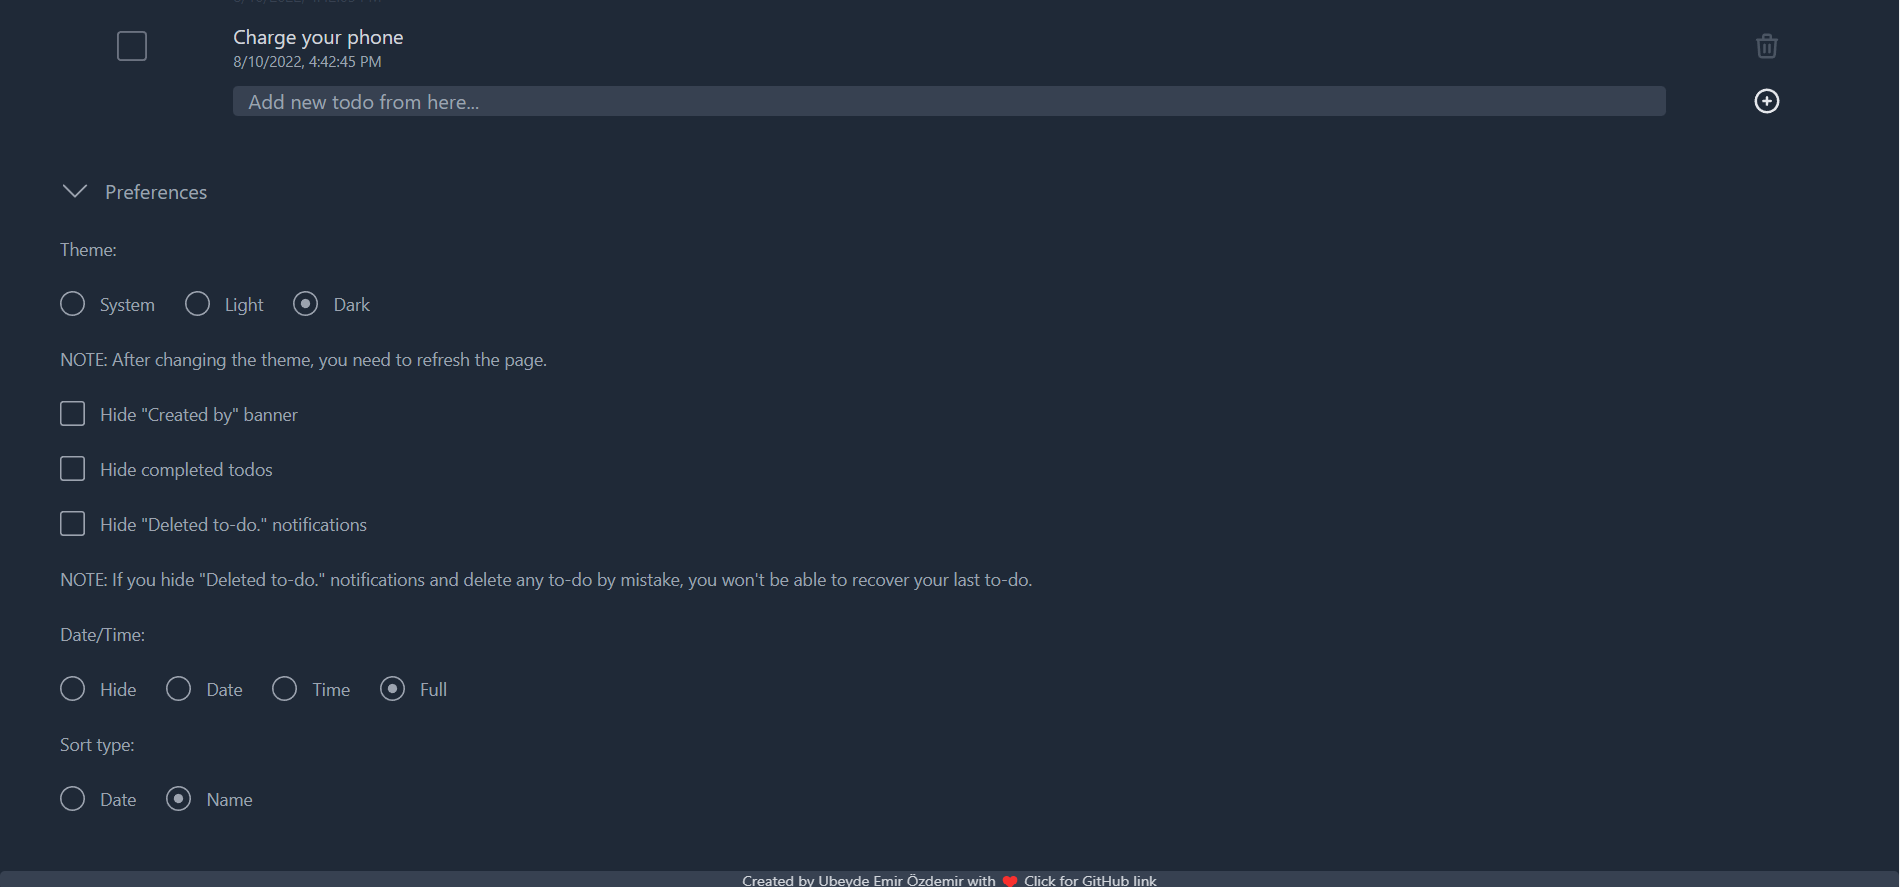 Charge your phone
8/10/2022, 4:42:45 PM
Add new todo from here...
Preferences
Theme:
System Light Dark
NOTE: After changing the theme, you need to refresh the page.
Hide "Created by" banner
Hide completed todos
Hide "Deleted to-do." notifications
NOTE: If you hide "Deleted to-do." notifications and delete any to-do by mistake, you won't be able to recover your last to-do.
Date/Time:
Hide Date Time Full
Sort type:
Date Name
Created by Ubeyde Emir Özdemir with ❤ Click for GitHub link